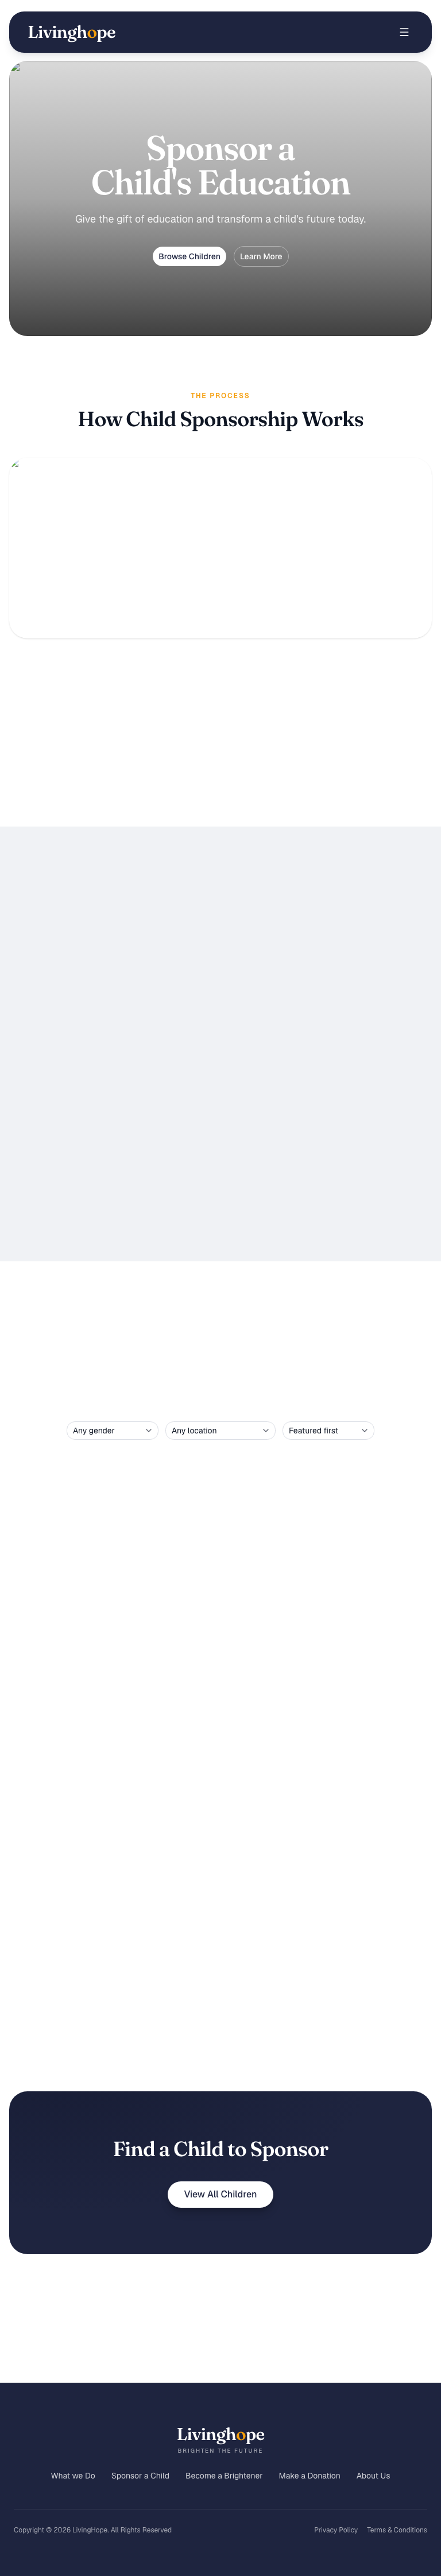 Livinghope
Sponsor a
Child's Education
Give the gift of education and transform a child's future today.
Browse Children
Learn More
THE PROCESS
How Child Sponsorship Works
Any gender
Any location
Featured first
Find a Child to Sponsor
View All Children
Livinghope
BRIGHTEN THE FUTURE
What we Do
Sponsor a Child
Become a Brightener
Make a Donation
About Us
Copyright © 2026 LivingHope. All Rights Reserved
Privacy Policy
Terms & Conditions